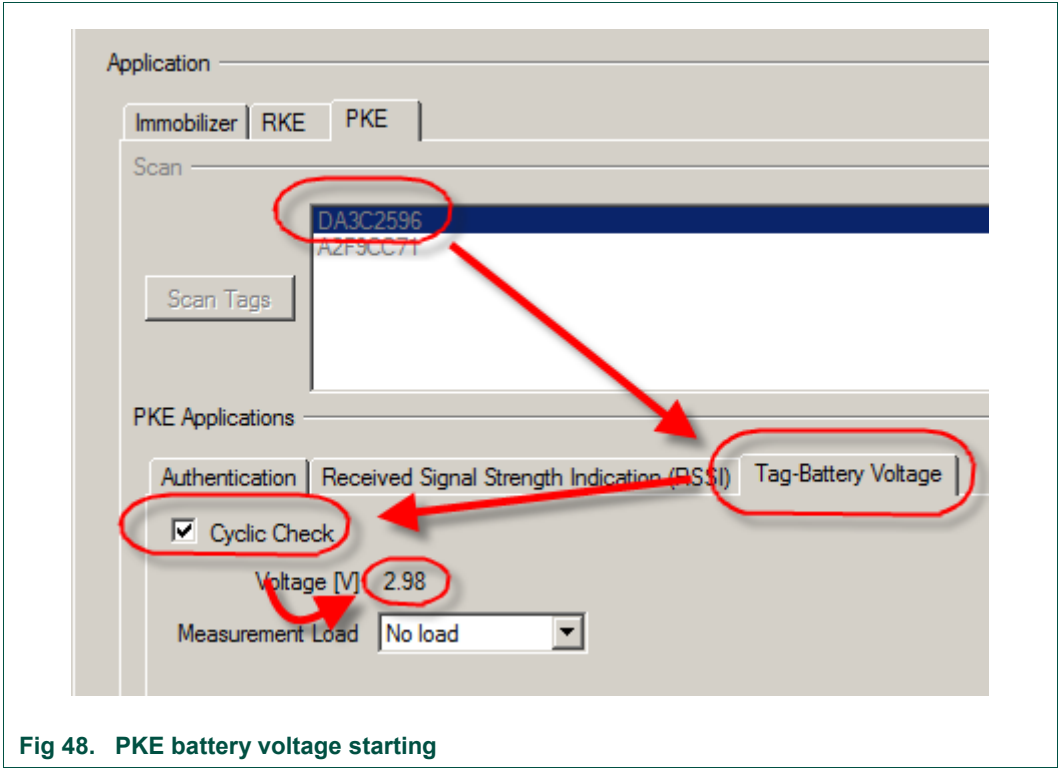 Application
Immobilizer RKE PKE
Scan
DA3C2596
A2F9CC71
Scan Tags
PKE Applications
Authentication Received Signal Strength Indication (RSSI) Tag-Battery Voltage
Cyclic Check
Voltage [V] 2.98
Measurement Load No load
Fig 48. PKE battery voltage starting